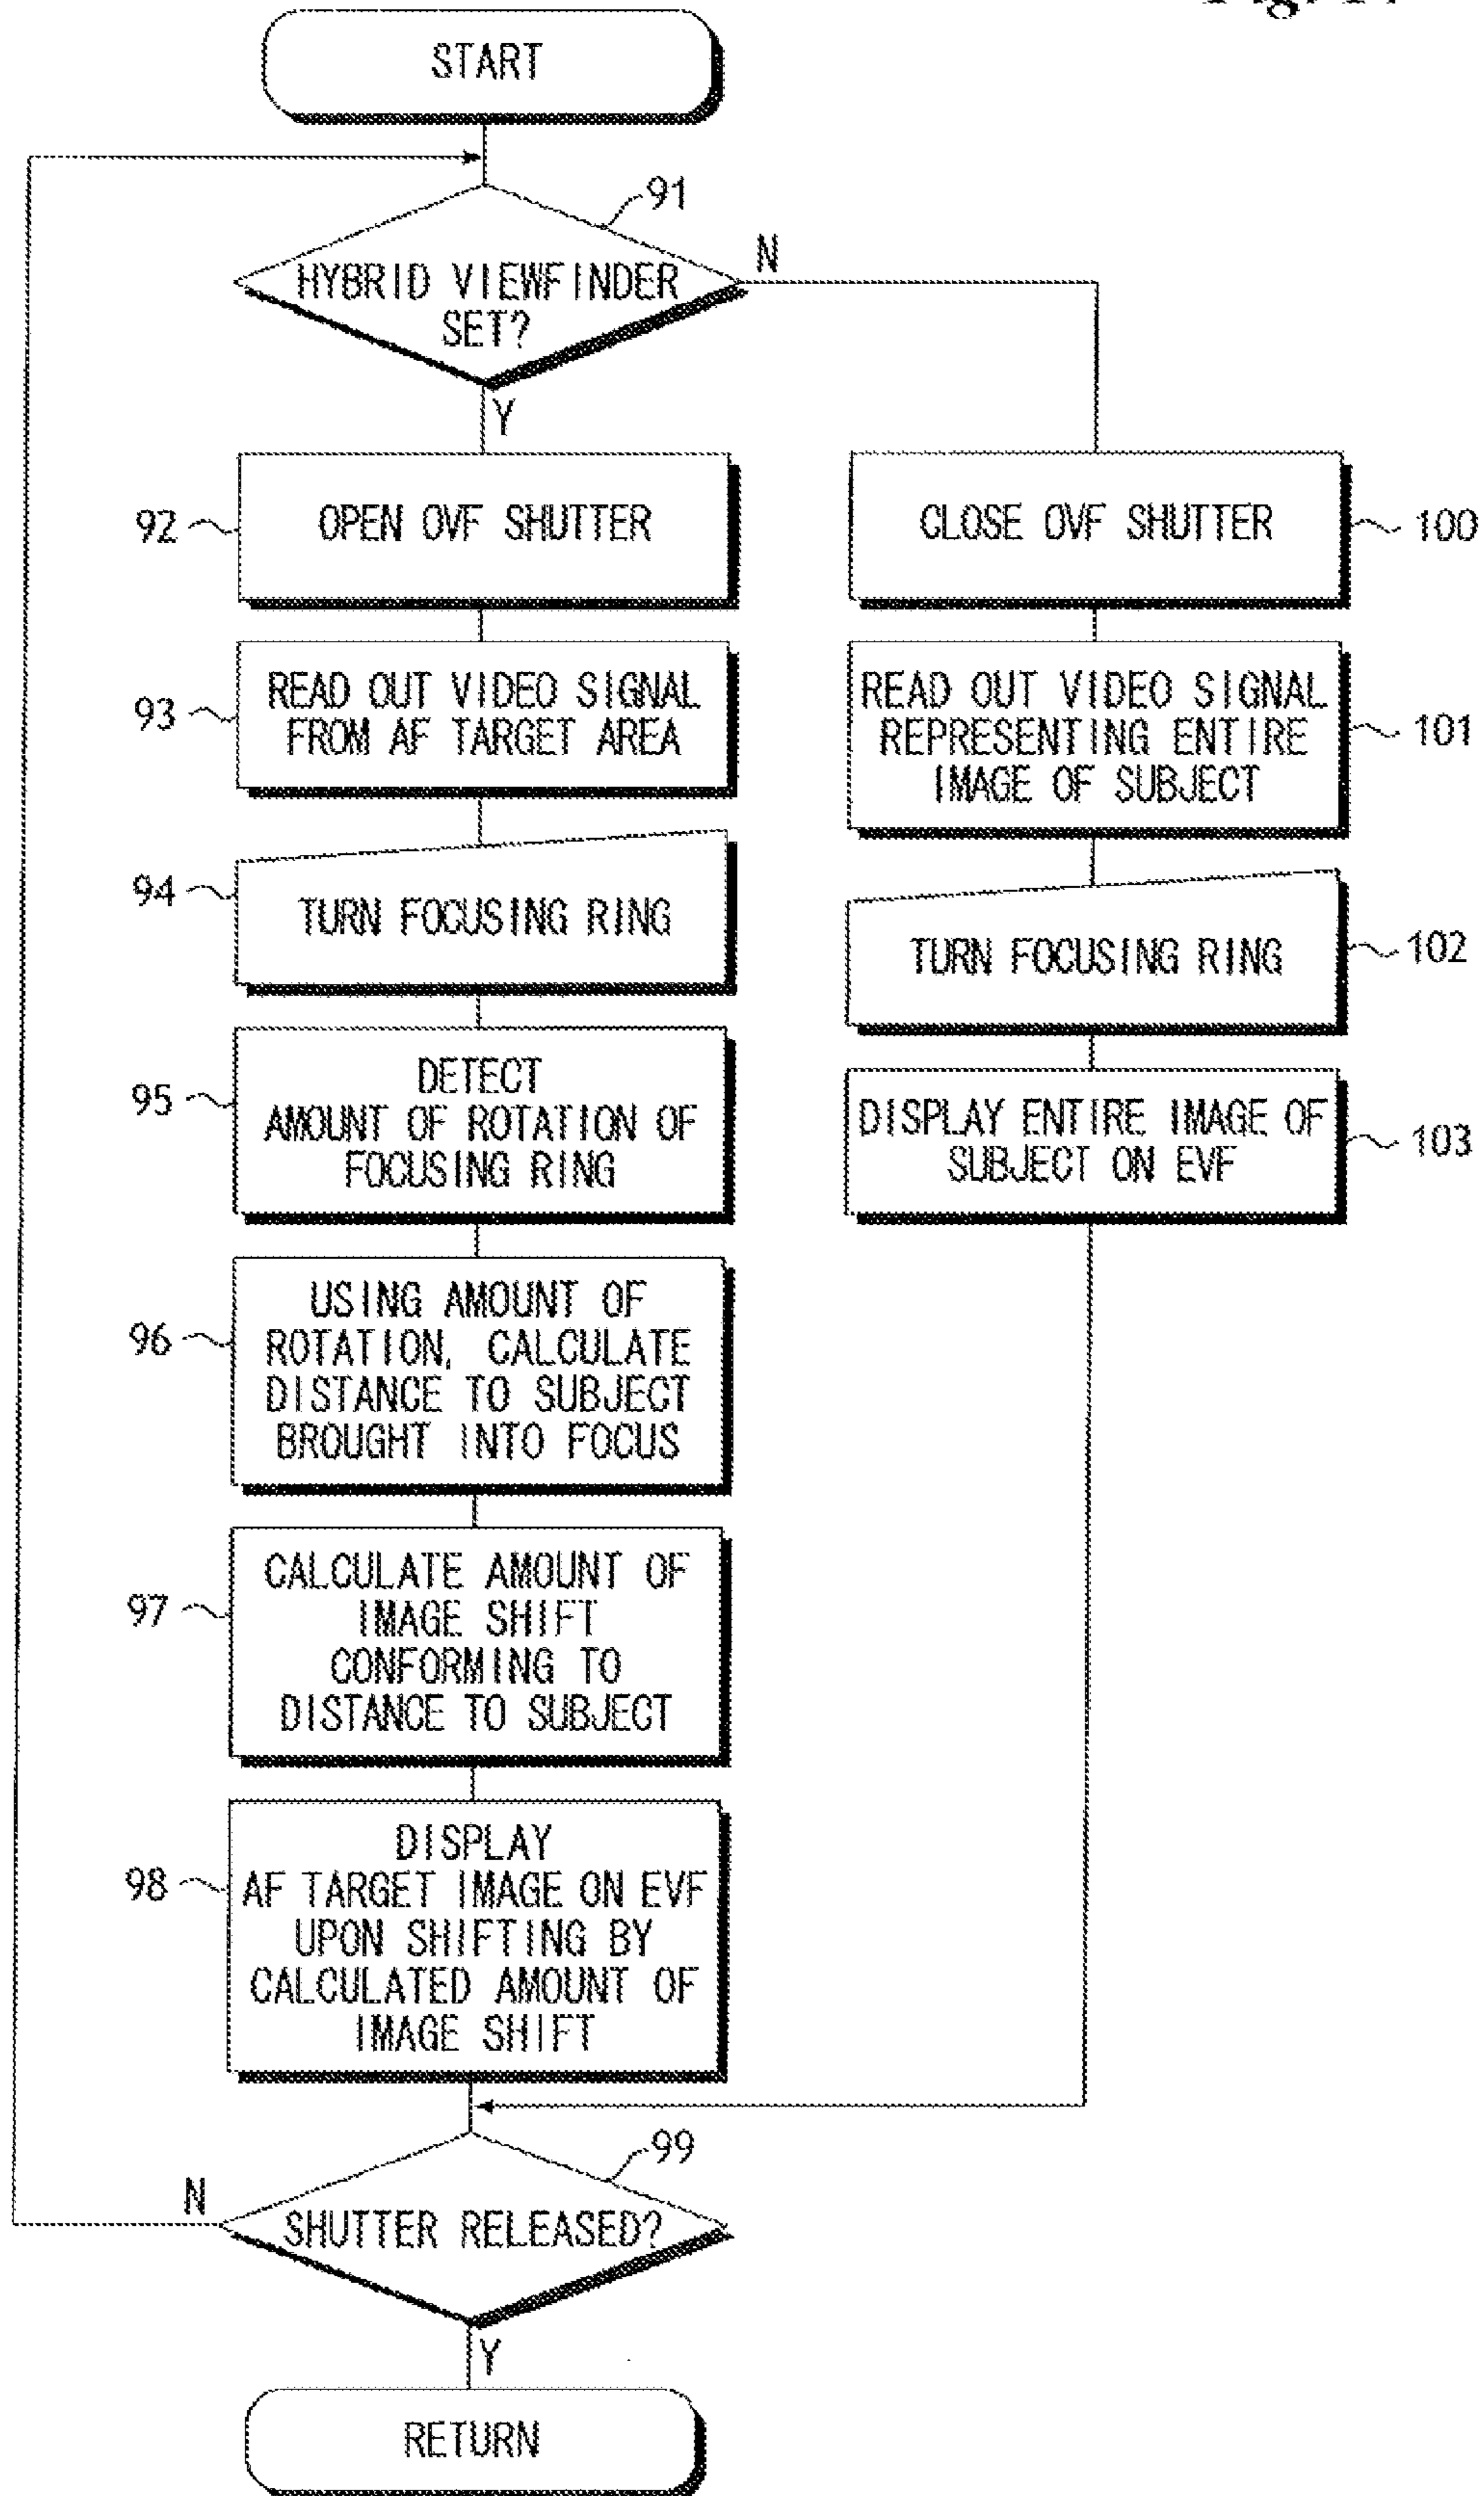 START
91
HYBRID VIEWFINDER
SET?
N
Y
92
OPEN OVF SHUTTER
CLOSE OVF SHUTTER
100
93
READ OUT VIDEO SIGNAL
FROM AF TARGET AREA
READ OUT VIDEO SIGNAL
REPRESENTING ENTIRE
IMAGE OF SUBJECT
101
94
TURN FOCUSING RING
TURN FOCUSING RING
102
95
DETECT
AMOUNT OF ROTATION OF
FOCUSING RING
DISPLAY ENTIRE IMAGE OF
SUBJECT ON EVF
103
96
USING AMOUNT OF
ROTATION, CALCULATE
DISTANCE TO SUBJECT
BROUGHT INTO FOCUS
97
CALCULATE AMOUNT OF
IMAGE SHIFT
CONFORMING TO
DISTANCE TO SUBJECT
98
DISPLAY
AF TARGET IMAGE ON EVF
UPON SHIFTING BY
CALCULATED AMOUNT OF
IMAGE SHIFT
99
N
SHUTTER RELEASED?
Y
RETURN